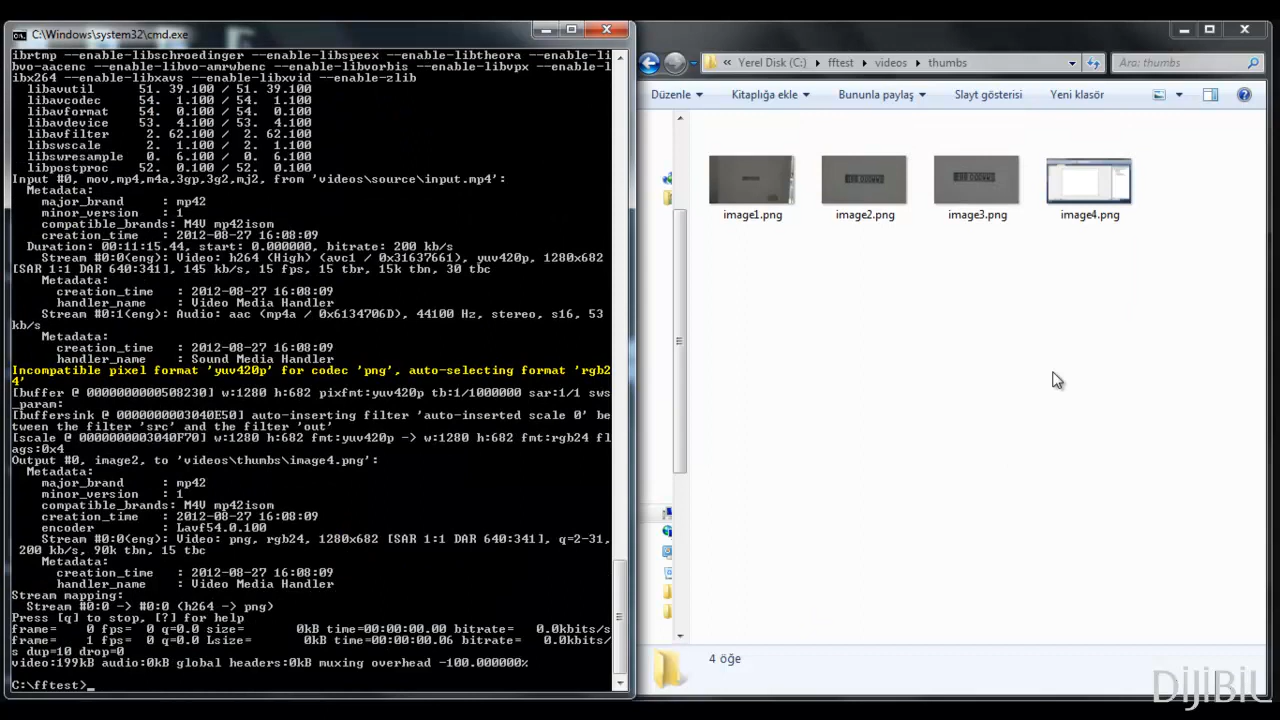 C:\Windows\system32\cmd.exe
ibrtmp --enable-libschroedinger --enable-libspeex --enable-libtheora --enable-li
bvo-aacenc --enable-libvo-amrwbenc --enable-libvorbis --enable-libvpx --enable-l
ibx264 --enable-libxavs --enable-libxvid --enable-zlib
libavutil 51. 39.100 / 51. 39.100
libavcodec 54. 1.100 / 54. 1.100
libavformat 54. 0.100 / 54. 0.100
libavdevice 53. 4.100 / 53. 4.100
libavfilter 2. 62.100 / 2. 62.100
libswscale 2. 1.100 / 2. 1.100
libswresample 0. 6.100 / 0. 6.100
libpostproc 52. 0.100 / 52. 0.100
Input #0, mov,mp4,m4a,3gp,3g2,mj2, from 'videos\source\input.mp4':
Metadata:
major_brand : mp42
minor_version : 1
compatible_brands: M4V mp42isom
creation_time : 2012-08-27 16:08:09
Duration: 00:11:15.44, start: 0.000000, bitrate: 200 kb/s
Stream #0:0(eng): Video: h264 (High) (avc1 / 0x31637661), yuv420p, 1280x682
[SAR 1:1 DAR 640:341], 145 kb/s, 15 fps, 15 tbr, 15k tbn, 30 tbc
Metadata:
creation_time : 2012-08-27 16:08:09
handler_name : Video Media Handler
Stream #0:1(eng): Audio: aac (mp4a / 0x6134706D), 44100 Hz, stereo, s16, 53
kb/s
Metadata:
creation_time : 2012-08-27 16:08:09
handler_name : Sound Media Handler
Incompatible pixel format 'yuv420p' for codec 'png', auto-selecting format 'rgb2
4'
[buffer @ 0000000000508230] w:1280 h:682 pixfmt:yuv420p tb:1/1000000 sar:1/1 sws
_param:
[buffersink @ 0000000003040E50] auto-inserting filter 'auto-inserted scale 0' be
tween the filter 'src' and the filter 'out'
[scale @ 0000000003040F70] w:1280 h:682 fmt:yuv420p -> w:1280 h:682 fmt:rgb24 fl
ags:0x4
Output #0, image2, to 'videos\thumbs\image4.png':
Metadata:
major_brand : mp42
minor_version : 1
compatible_brands: M4V mp42isom
creation_time : 2012-08-27 16:08:09
encoder : Lavf54.0.100
Stream #0:0(eng): Video: png, rgb24, 1280x682 [SAR 1:1 DAR 640:341], q=2-31,
200 kb/s, 90k tbn, 15 tbc
Metadata:
creation_time : 2012-08-27 16:08:09
handler_name : Video Media Handler
Stream mapping:
Stream #0:0 -> #0:0 (h264 -> png)
Press [q] to stop, [?] for help
frame= 0 fps= 0 q=0.0 size= 0kB time=00:00:00.00 bitrate= 0.0kbits/s
frame= 1 fps= 0 q=0.0 Lsize= 0kB time=00:00:00.06 bitrate= 0.0kbits/
s dup=10 drop=0
video:199kB audio:0kB global headers:0kB muxing overhead -100.000000%
C:\fftest>_
« Yerel Disk (C:) ▸ fftest ▸ videos ▸ thumbs
Ara: thumbs
Düzenle Kitaplığa ekle Bununla paylaş Slayt gösterisi Yeni klasör
image1.png image2.png image3.png image4.png
4 öğe
DijiBiL